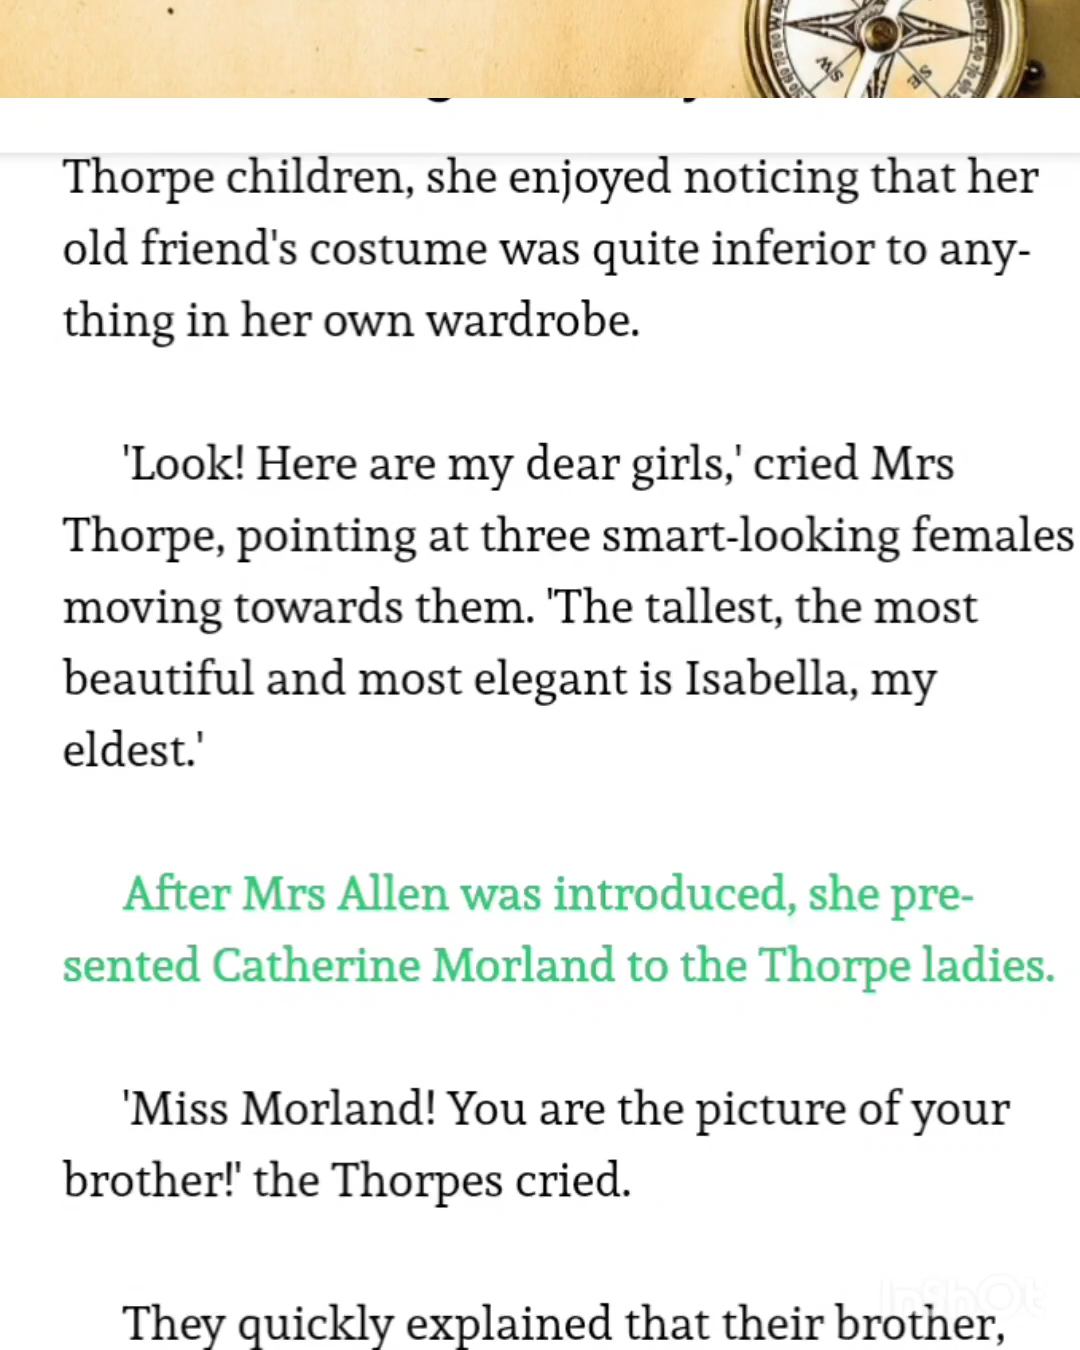 Thorpe children, she enjoyed noticing that her
old friend's costume was quite inferior to any-
thing in her own wardrobe.
'Look! Here are my dear girls,' cried Mrs
Thorpe, pointing at three smart-looking females
moving towards them. 'The tallest, the most
beautiful and most elegant is Isabella, my
eldest.'
After Mrs Allen was introduced, she pre-
sented Catherine Morland to the Thorpe ladies.
'Miss Morland! You are the picture of your
brother!' the Thorpes cried.
They quickly explained that their brother,
InShOt
SW
SE